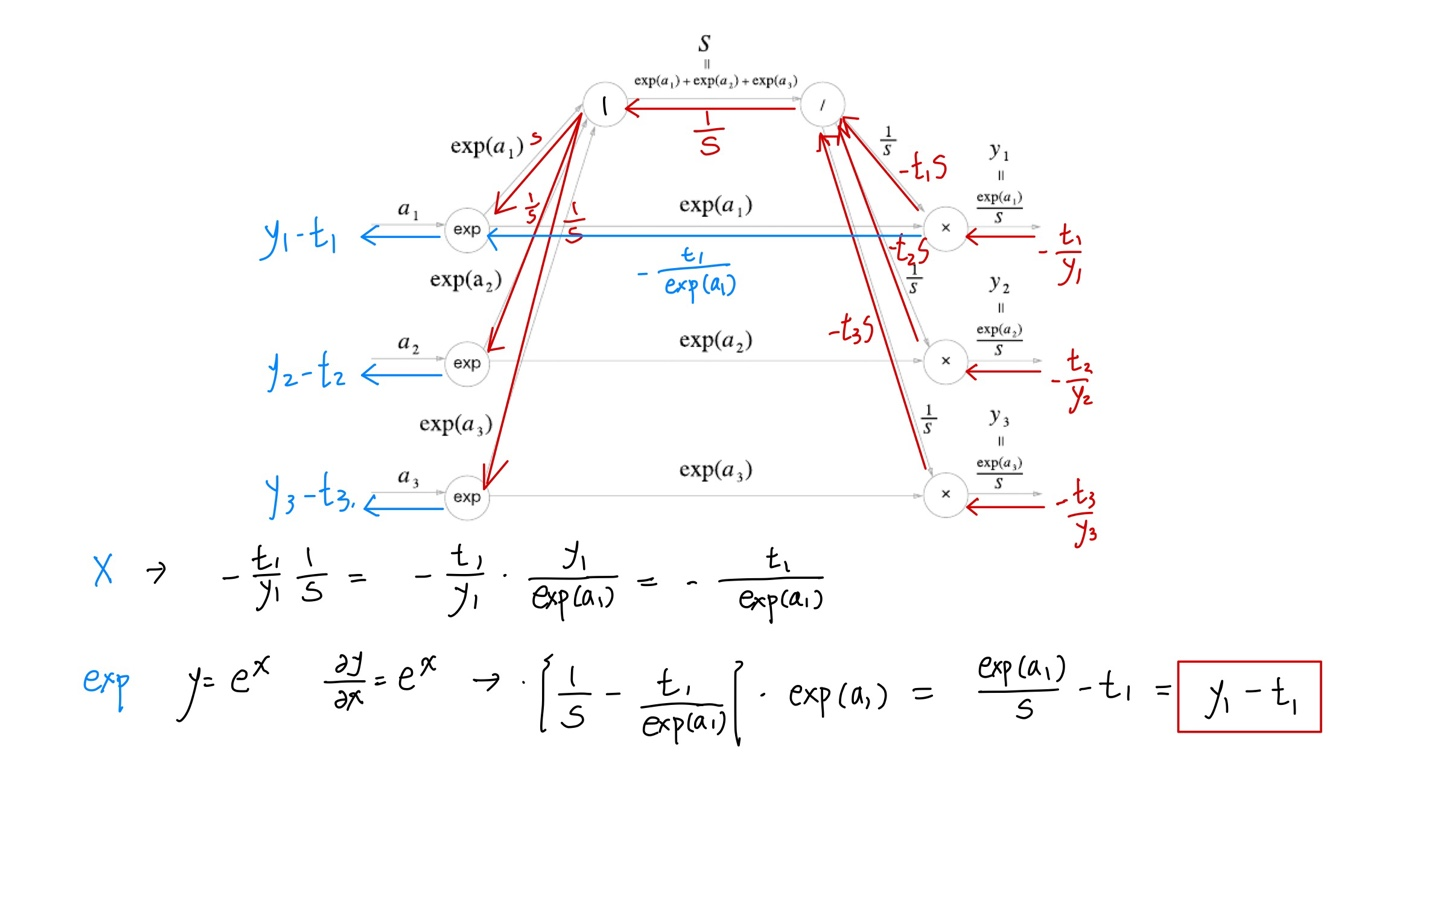 S
=
exp(a₁) + exp(a₂) + exp(a₃)
| /
1/S
exp(a₁) s
1/s -t₁S
y₁
=
exp(a₁)/s
1/s 1/s
a₁ exp exp(a₁) ×
y₁-t₁ -t₁/exp(a₁) -t₂S -t₁/y₁
exp(a₂) 1/s
y₂
=
exp(a₂)/s
-t₃S
a₂ exp exp(a₂) ×
y₂-t₂ -t₂/y₂
exp(a₃) 1/s
y₃
=
exp(a₃)/s
a₃ exp exp(a₃) ×
y₃-t₃. -t₃/y₃
X → - t₁/y₁ 1/s = - t₁/y₁ · y₁/exp(a₁) = - t₁/exp(a₁)
exp y = eˣ ∂y/∂x = eˣ → · [1/s - t₁/exp(a₁)] · exp(a₁) = exp(a₁)/s - t₁ = y₁ - t₁